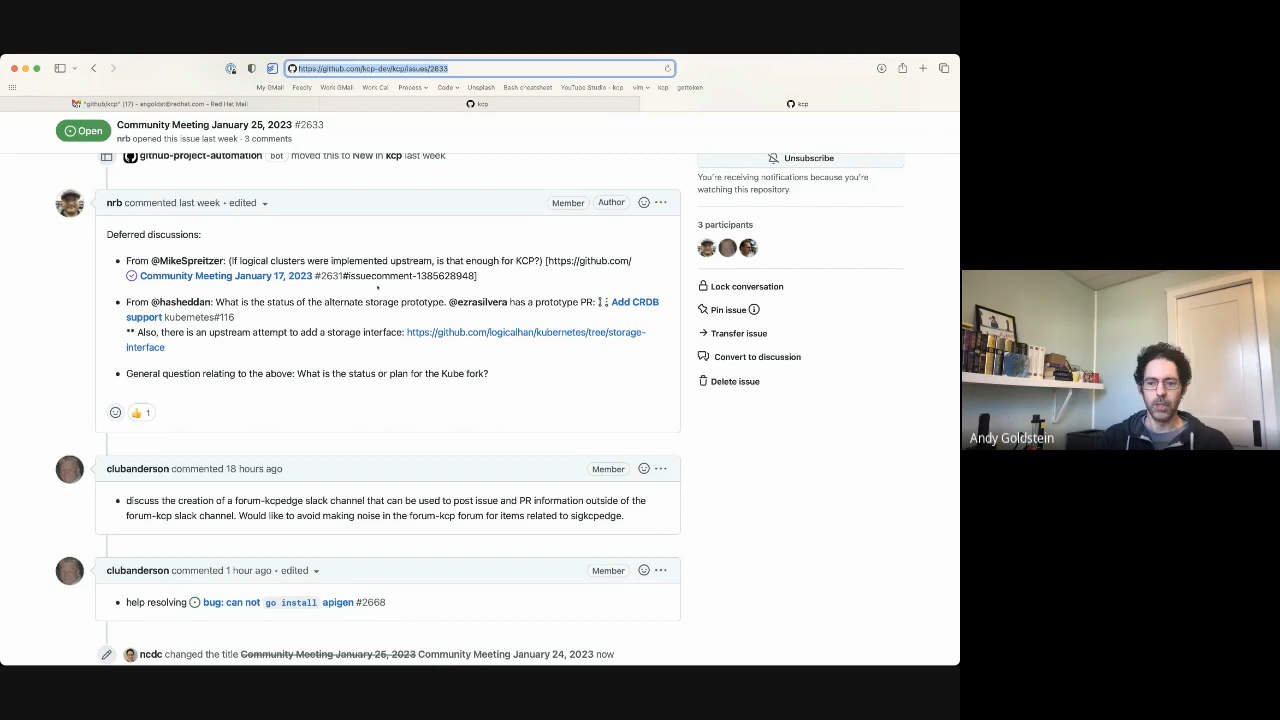 https://github.com/kcp-dev/kcp/issues/2633
My GMail Feedly Work GMail Work Cal Process Code Unsplash Bash cheatsheet YouTube Studio - kcp vim kcp gettoken
"github/kcp" (17) - angoldst@redhat.com - Red Hat Mail
kcp
kcp
Open
Community Meeting January 25, 2023 #2633
nrb opened this issue last week · 3 comments
github-project-automation bot moved this to New in kcp last week
nrb commented last week • edited
Member Author
Deferred discussions:
• From @MikeSpreitzer: (If logical clusters were implemented upstream, is that enough for KCP?) [https://github.com/
Community Meeting January 17, 2023 #2631#issuecomment-1385628948]
• From @hasheddan: What is the status of the alternate storage prototype. @ezrasilvera has a prototype PR: Add CRDB
support kubernetes#116
** Also, there is an upstream attempt to add a storage interface: https://github.com/logicalhan/kubernetes/tree/storage-
interface
• General question relating to the above: What is the status or plan for the Kube fork?
1
clubanderson commented 18 hours ago
Member
• discuss the creation of a forum-kcpedge slack channel that can be used to post issue and PR information outside of the
forum-kcp slack channel. Would like to avoid making noise in the forum-kcp forum for items related to sigkcpedge.
clubanderson commented 1 hour ago • edited
Member
• help resolving bug: can not go install apigen #2668
ncdc changed the title Community Meeting January 25, 2023 Community Meeting January 24, 2023 now
Unsubscribe
You're receiving notifications because you're
watching this repository.
3 participants
Lock conversation
Pin issue
Transfer issue
Convert to discussion
Delete issue
Andy Goldstein